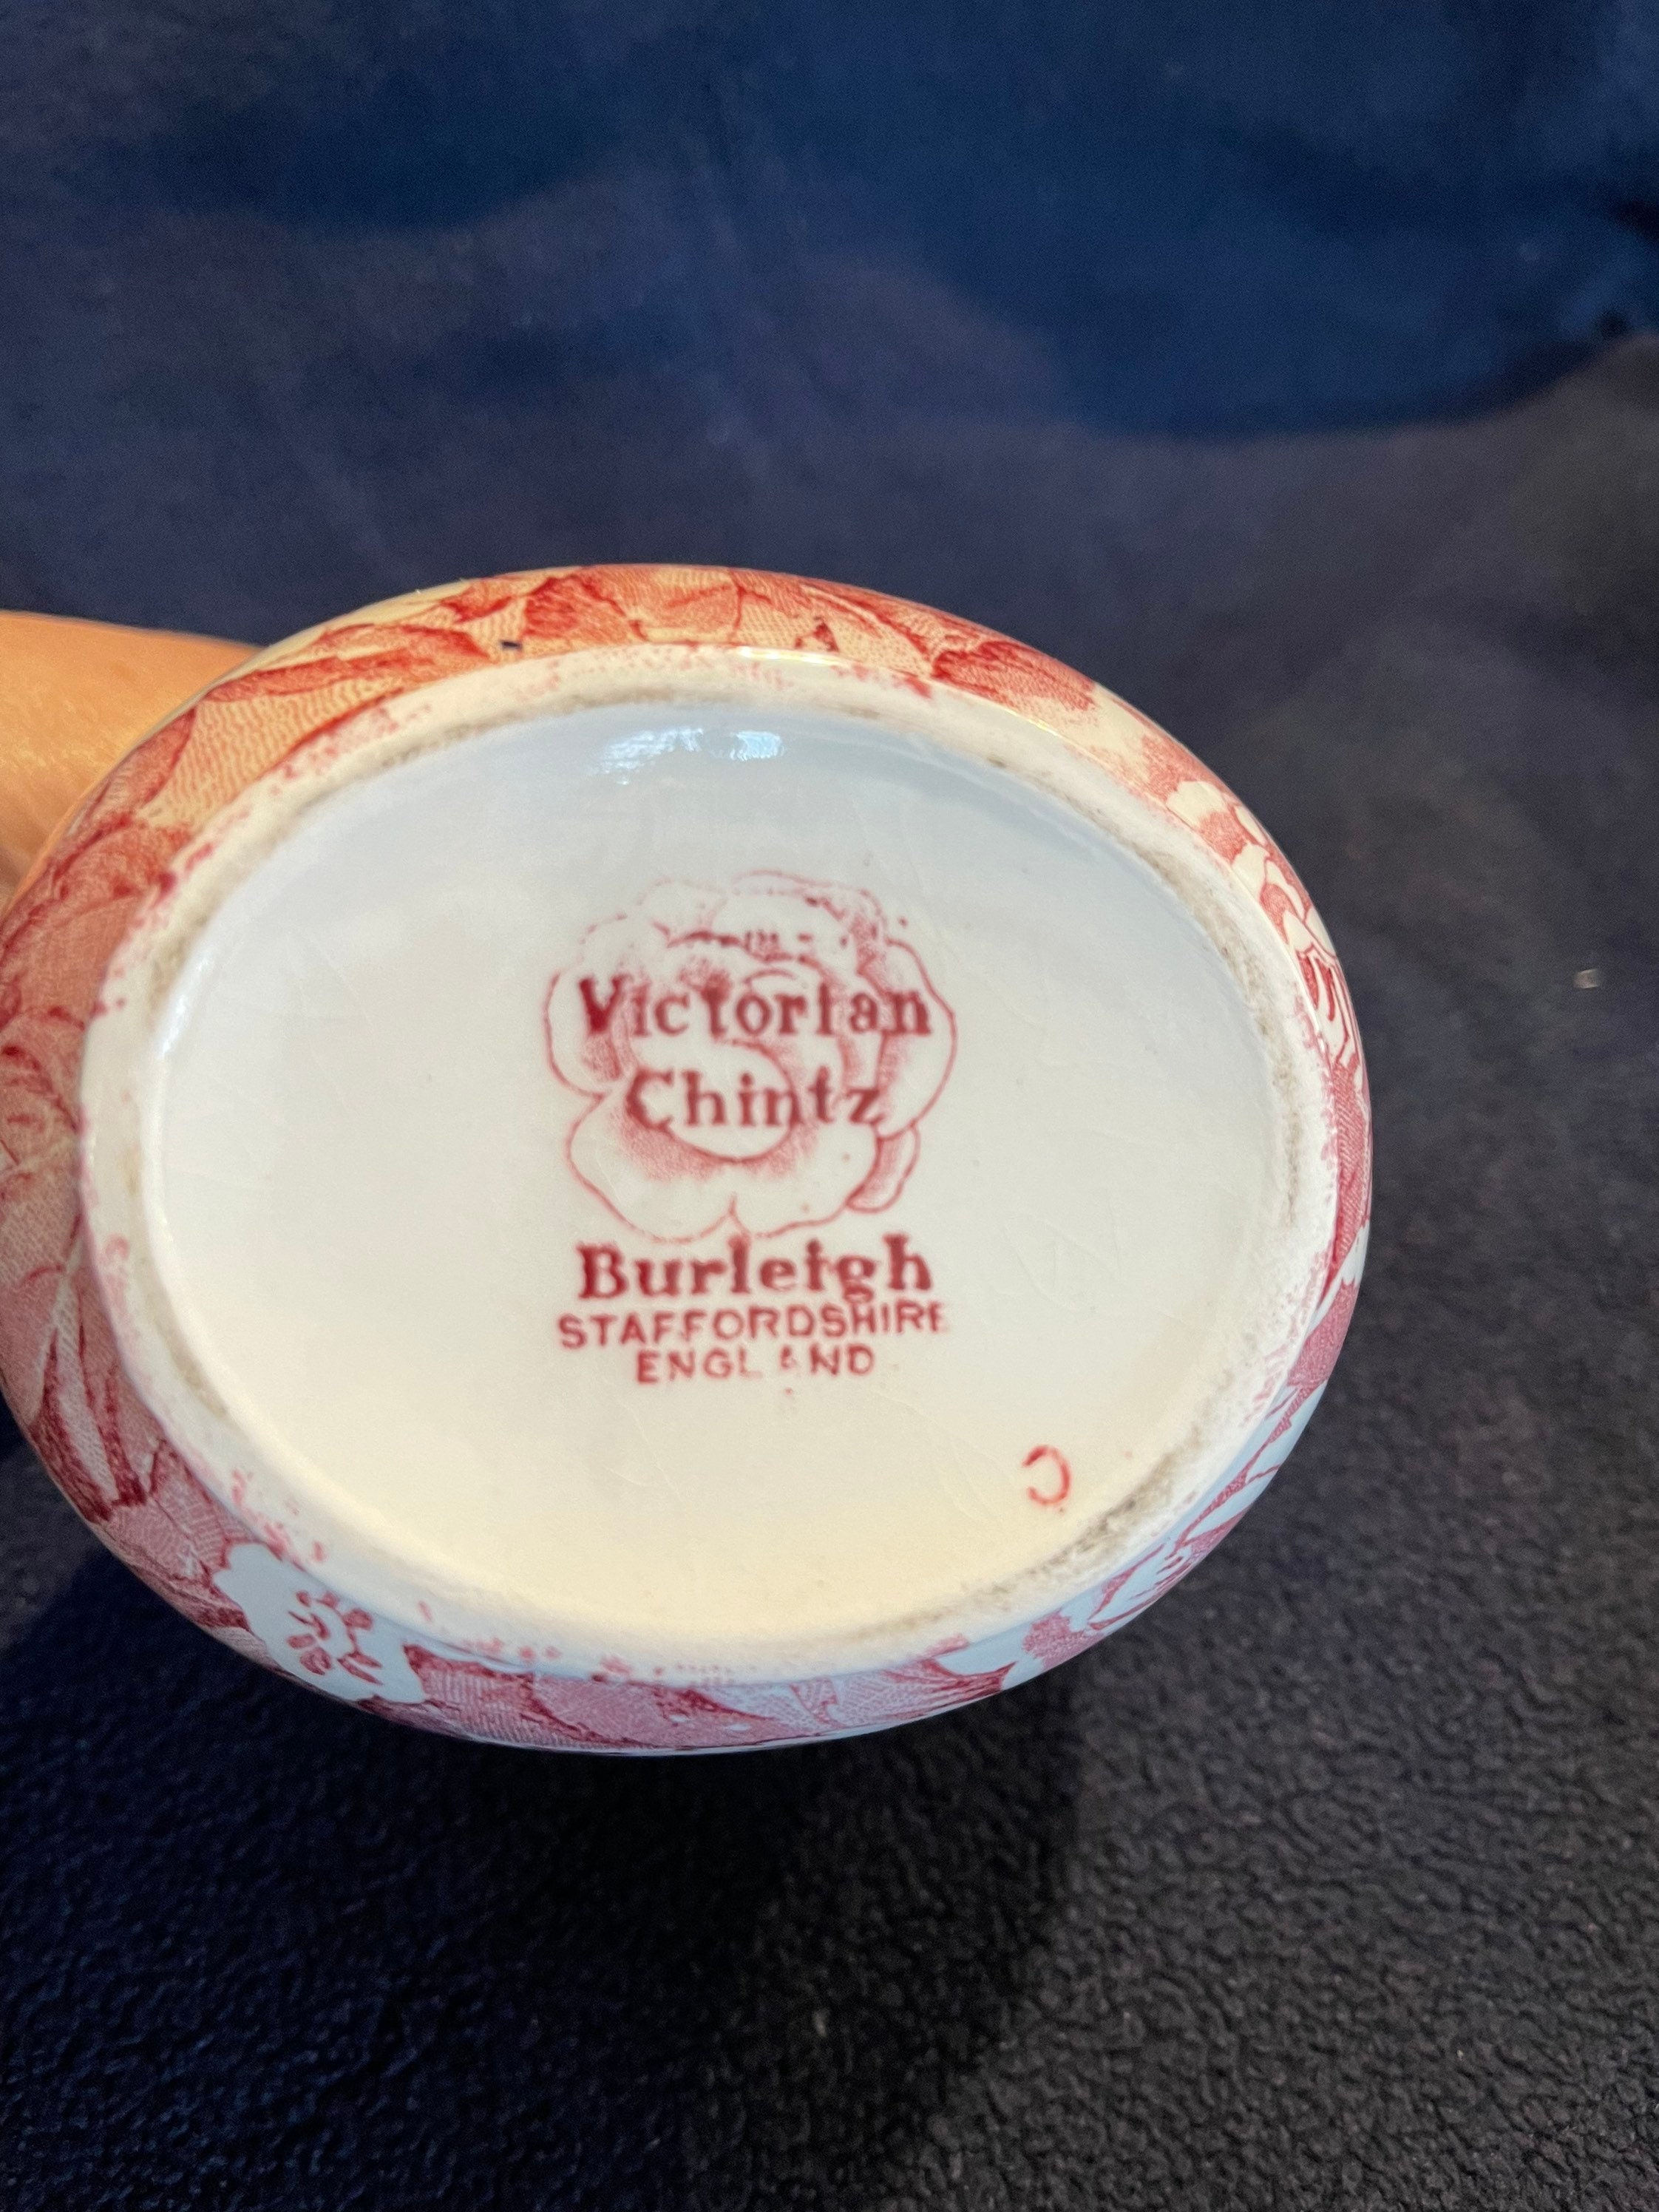 Victorian
Chintz
Burleigh
STAFFORDSHIRE
ENGLAND
C